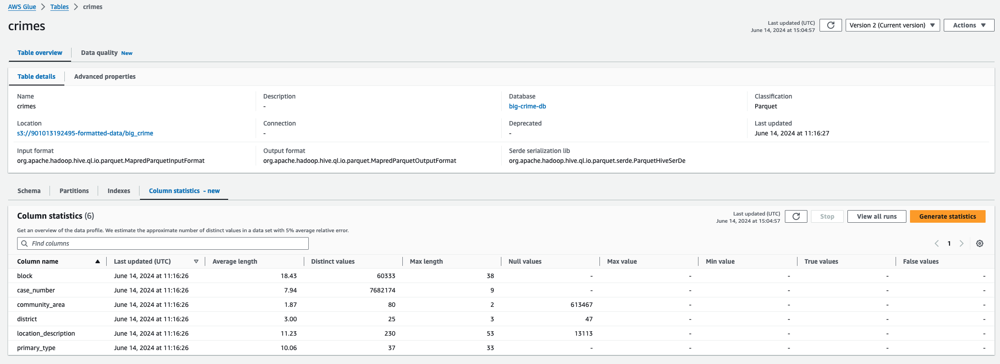 AWS Glue > Tables > crimes
crimes
Last updated (UTC)
June 14, 2024 at 15:04:57
Version 2 (Current version)
Actions
Table overview
Data quality New
Table details
Advanced properties
Name
crimes
Description
-
Database
big-crime-db
Classification
Parquet
Location
s3://901013192495-formatted-data/big_crime
Connection
-
Deprecated
-
Last updated
June 14, 2024 at 11:16:27
Input format
org.apache.hadoop.hive.ql.io.parquet.MapredParquetInputFormat
Output format
org.apache.hadoop.hive.ql.io.parquet.MapredParquetOutputFormat
Serde serialization lib
org.apache.hadoop.hive.ql.io.parquet.serde.ParquetHiveSerDe
Schema
Partitions
Indexes
Column statistics - new
Column statistics (6)
Last updated (UTC)
June 14, 2024 at 15:04:57
Stop
View all runs
Generate statistics
Get an overview of the data profile. We estimate the approximate number of distinct values in a data set with 5% average relative error.
Find columns
1
Column name Last updated (UTC) Average length Distinct values Max length Null values Max value Min value True values False values
block June 14, 2024 at 11:16:26 18.43 60333 38 - - - - -
case_number June 14, 2024 at 11:16:26 7.94 7682174 9 - - - - -
community_area June 14, 2024 at 11:16:26 1.87 80 2 613467 - - - -
district June 14, 2024 at 11:16:26 3.00 25 3 47 - - - -
location_description June 14, 2024 at 11:16:26 11.23 230 53 13113 - - - -
primary_type June 14, 2024 at 11:16:26 10.06 37 33 - - - - -